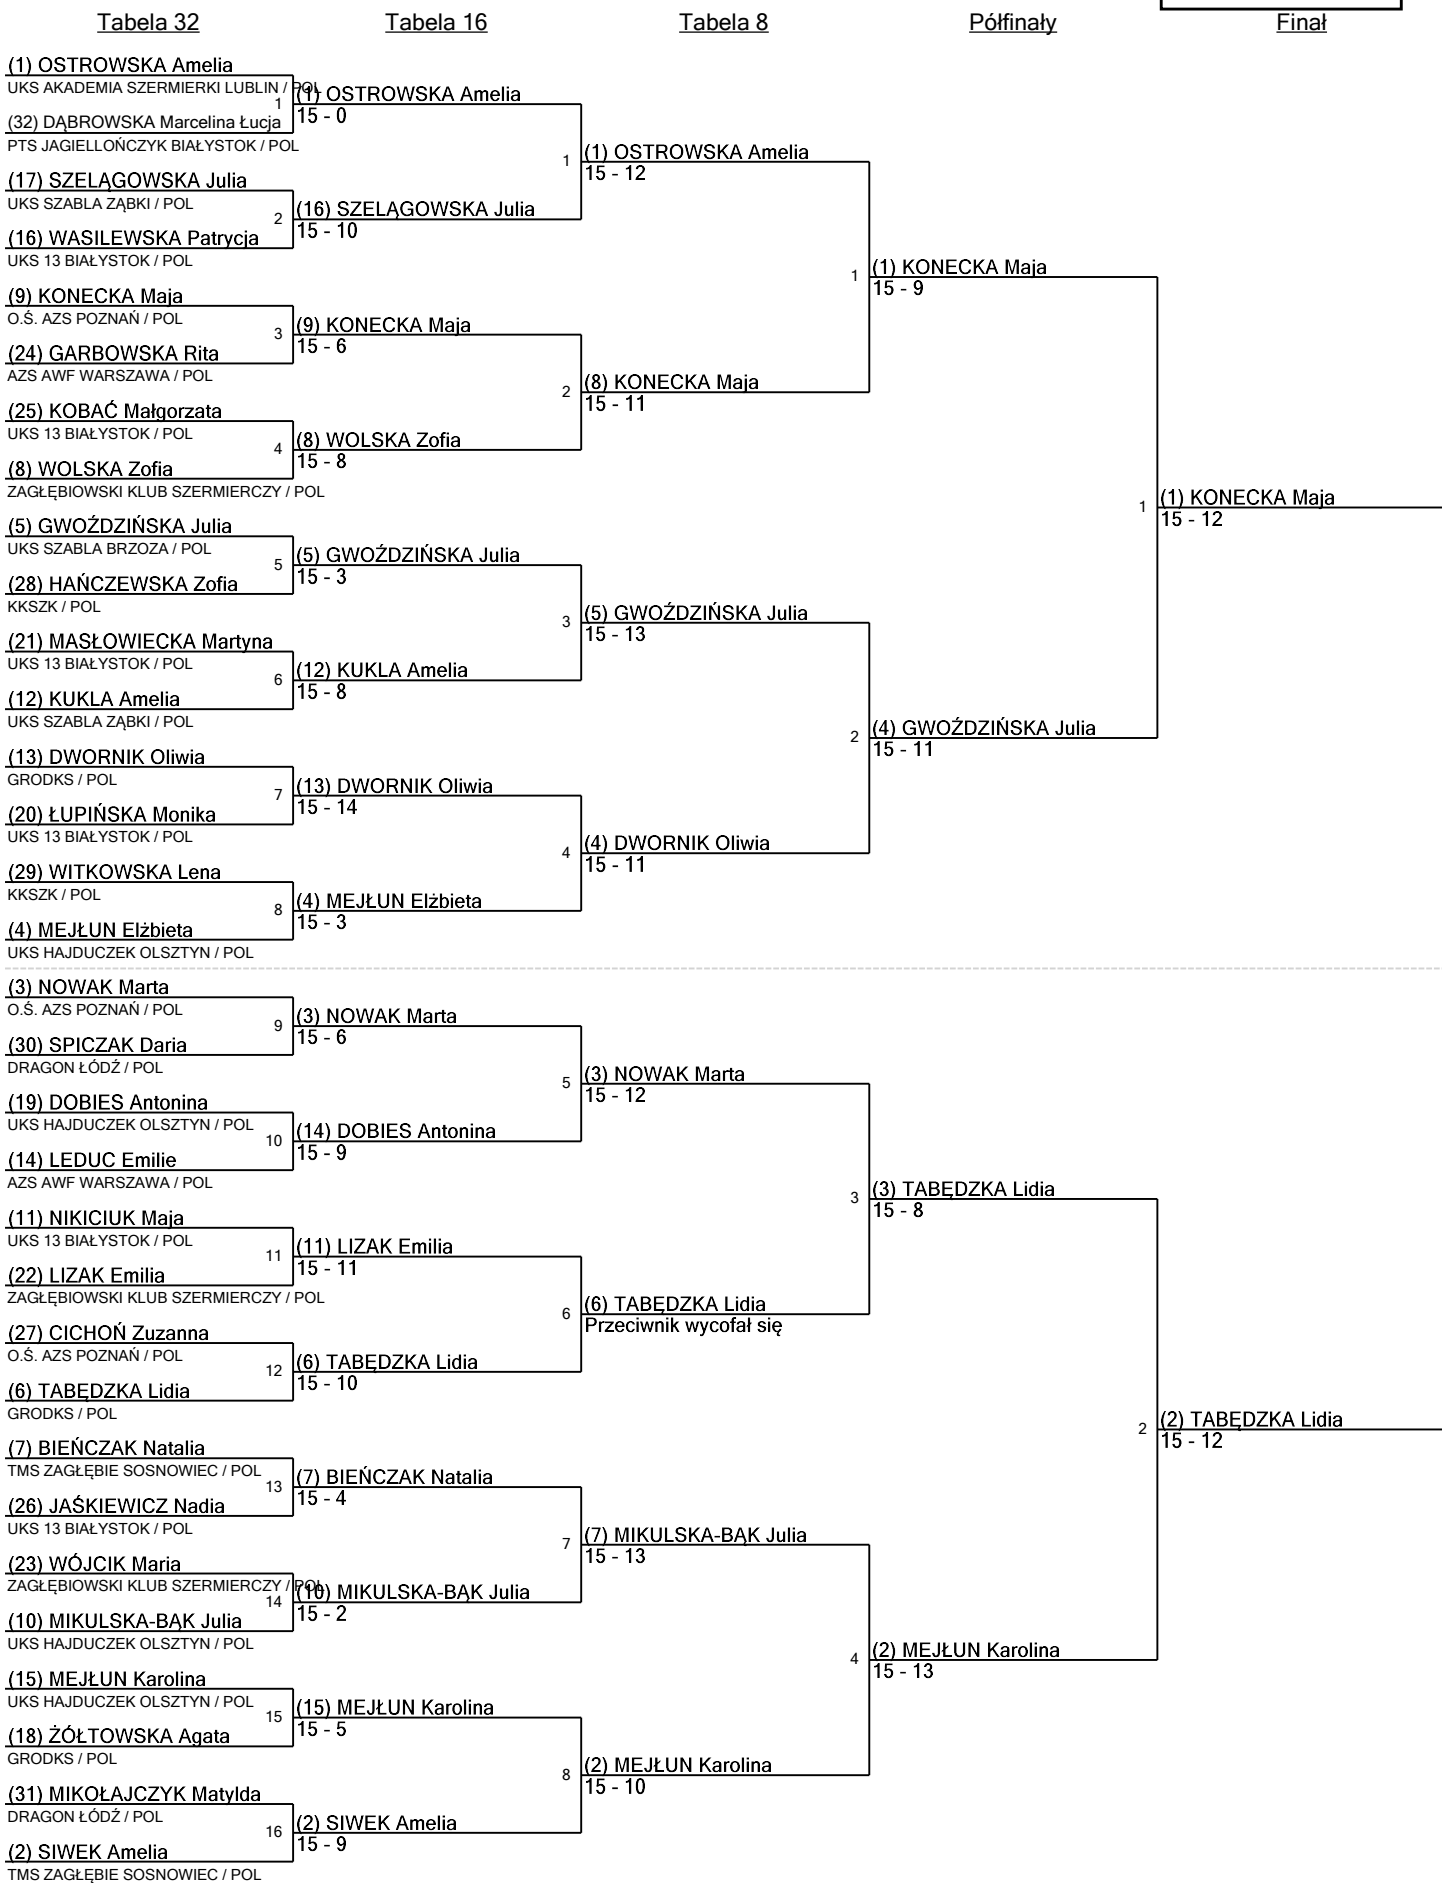 Tabela 32
Tabela 16
Tabela 8
Półfinały
Finał
(1) OSTROWSKA Amelia
UKS AKADEMIA SZERMIERKI LUBLIN / POL
1
(32) DĄBROWSKA Marcelina Łucja
PTS JAGIELLOŃCZYK BIAŁYSTOK / POL
(17) SZELĄGOWSKA Julia
UKS SZABLA ZĄBKI / POL
2
(16) WASILEWSKA Patrycja
UKS 13 BIAŁYSTOK / POL
(9) KONECKA Maja
O.Ś. AZS POZNAŃ / POL
3
(24) GARBOWSKA Rita
AZS AWF WARSZAWA / POL
(25) KOBAĆ Małgorzata
UKS 13 BIAŁYSTOK / POL
4
(8) WOLSKA Zofia
ZAGŁĘBIOWSKI KLUB SZERMIERCZY / POL
(5) GWOŹDZIŃSKA Julia
UKS SZABLA BRZOZA / POL
5
(28) HAŃCZEWSKA Zofia
KKSZK / POL
(21) MASŁOWIECKA Martyna
UKS 13 BIAŁYSTOK / POL
6
(12) KUKLA Amelia
UKS SZABLA ZĄBKI / POL
(13) DWORNIK Oliwia
GRODKS / POL
7
(20) ŁUPIŃSKA Monika
UKS 13 BIAŁYSTOK / POL
(29) WITKOWSKA Lena
KKSZK / POL
8
(4) MEJŁUN Elżbieta
UKS HAJDUCZEK OLSZTYN / POL
(3) NOWAK Marta
O.Ś. AZS POZNAŃ / POL
9
(30) SPICZAK Daria
DRAGON ŁÓDŹ / POL
(19) DOBIES Antonina
UKS HAJDUCZEK OLSZTYN / POL
10
(14) LEDUC Emilie
AZS AWF WARSZAWA / POL
(11) NIKICIUK Maja
UKS 13 BIAŁYSTOK / POL
11
(22) LIZAK Emilia
ZAGŁĘBIOWSKI KLUB SZERMIERCZY / POL
(27) CICHOŃ Zuzanna
O.Ś. AZS POZNAŃ / POL
12
(6) TABĘDZKA Lidia
GRODKS / POL
(7) BIEŃCZAK Natalia
TMS ZAGŁĘBIE SOSNOWIEC / POL
13
(26) JAŚKIEWICZ Nadia
UKS 13 BIAŁYSTOK / POL
(23) WÓJCIK Maria
ZAGŁĘBIOWSKI KLUB SZERMIERCZY / POL
14
(10) MIKULSKA-BĄK Julia
UKS HAJDUCZEK OLSZTYN / POL
(15) MEJŁUN Karolina
UKS HAJDUCZEK OLSZTYN / POL
15
(18) ŻÓŁTOWSKA Agata
GRODKS / POL
(31) MIKOŁAJCZYK Matylda
DRAGON ŁÓDŹ / POL
16
(2) SIWEK Amelia
TMS ZAGŁĘBIE SOSNOWIEC / POL
(1) OSTROWSKA Amelia
15 - 0
1
(16) SZELĄGOWSKA Julia
15 - 10
(9) KONECKA Maja
15 - 6
2
(8) WOLSKA Zofia
15 - 8
(5) GWOŹDZIŃSKA Julia
15 - 3
3
(12) KUKLA Amelia
15 - 8
(13) DWORNIK Oliwia
15 - 14
4
(4) MEJŁUN Elżbieta
15 - 3
(3) NOWAK Marta
15 - 6
5
(14) DOBIES Antonina
15 - 9
(11) LIZAK Emilia
15 - 11
6
(6) TABĘDZKA Lidia
15 - 10
(7) BIEŃCZAK Natalia
15 - 4
7
(10) MIKULSKA-BĄK Julia
15 - 2
(15) MEJŁUN Karolina
15 - 5
8
(2) SIWEK Amelia
15 - 9
(1) OSTROWSKA Amelia
15 - 12
1
(8) KONECKA Maja
15 - 11
(5) GWOŹDZIŃSKA Julia
15 - 13
2
(4) DWORNIK Oliwia
15 - 11
(3) NOWAK Marta
15 - 12
3
(6) TABĘDZKA Lidia
Przeciwnik wycofał się
(7) MIKULSKA-BĄK Julia
15 - 13
4
(2) MEJŁUN Karolina
15 - 10
(1) KONECKA Maja
15 - 9
1
(4) GWOŹDZIŃSKA Julia
15 - 11
(3) TABĘDZKA Lidia
15 - 8
2
(2) MEJŁUN Karolina
15 - 13
(1) KONECKA Maja
15 - 12
(2) TABĘDZKA Lidia
15 - 12